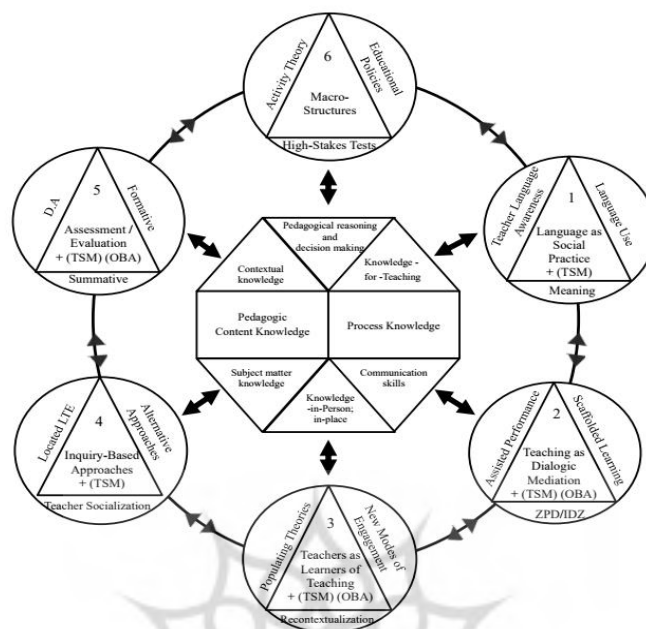 Activity Theory
6
Macro-
Structures
Educational
Policies
High-Stakes Tests
Teacher Language
Awareness
1
Language as
Social
Practice
+ (TSM)
Language Use
Meaning
Assisted Performance
2
Teaching as
Dialogic
Mediation
+ (TSM) (OBA)
Scaffolded Learning
ZPD/IDZ
Populating Theories
3
Teachers as
Learners of
Teaching
+ (TSM) (OBA)
New Modes of
Engagement
Recontextualization
Located LTE
4
Inquiry-Based
Approaches
+ (TSM)
Alternative
Approaches
Teacher Socialization
D.A
5
Assessment /
Evaluation
+ (TSM) (OBA)
Formative
Summative
Pedagogical reasoning
and
decision making
Contextual
knowledge
Knowledge -
for -Teaching
Pedagogic
Content Knowledge
Process Knowledge
Subject matter
knowledge
Knowledge
-in-Person;
in-place
Communication
skills